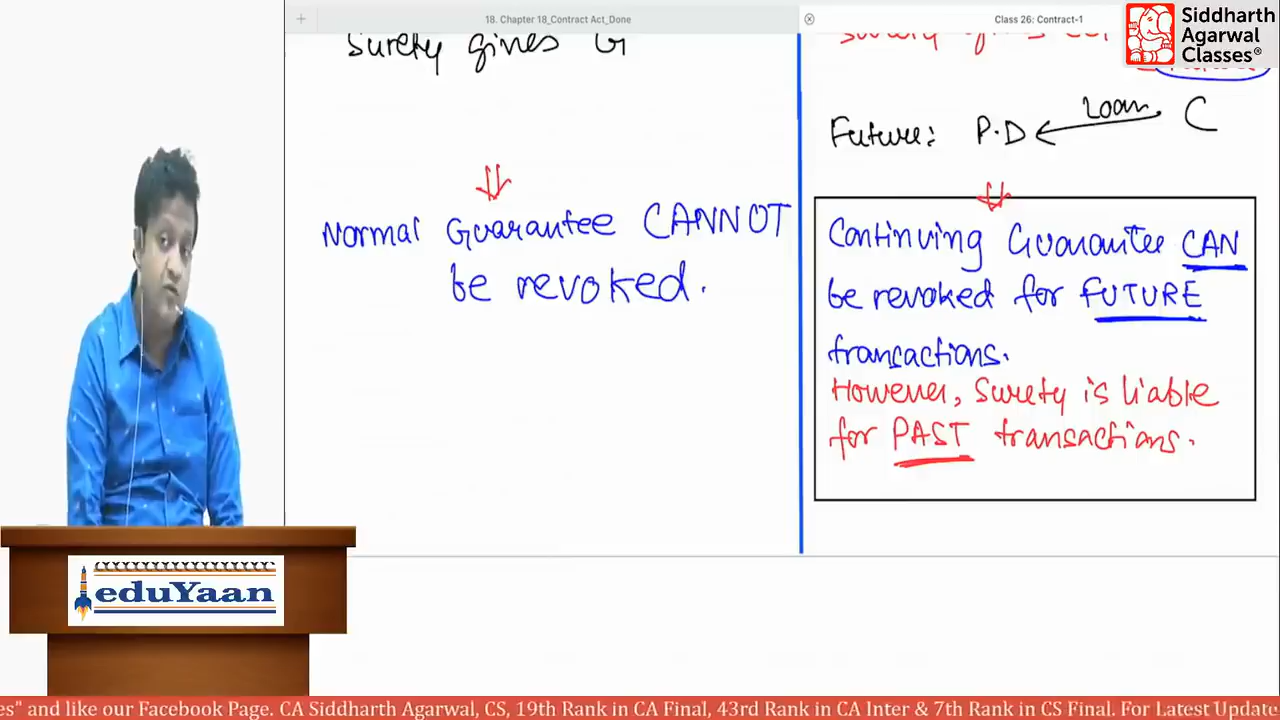 18. Chapter 18_Contract Act_Done
Class 26: Contract-1
Siddharth
Agarwal
Classes®
Surety gives G
Future: P.D Loan C
Normal Guarantee CANNOT
be revoked.
Continuing Guarantee CAN
be revoked for FUTURE
transactions.
However, Surety is liable
for PAST transactions.
eduYaan
es" and like our Facebook Page. CA Siddharth Agarwal, CS, 19th Rank in CA Final, 43rd Rank in CA Inter & 7th Rank in CS Final. For Latest Update